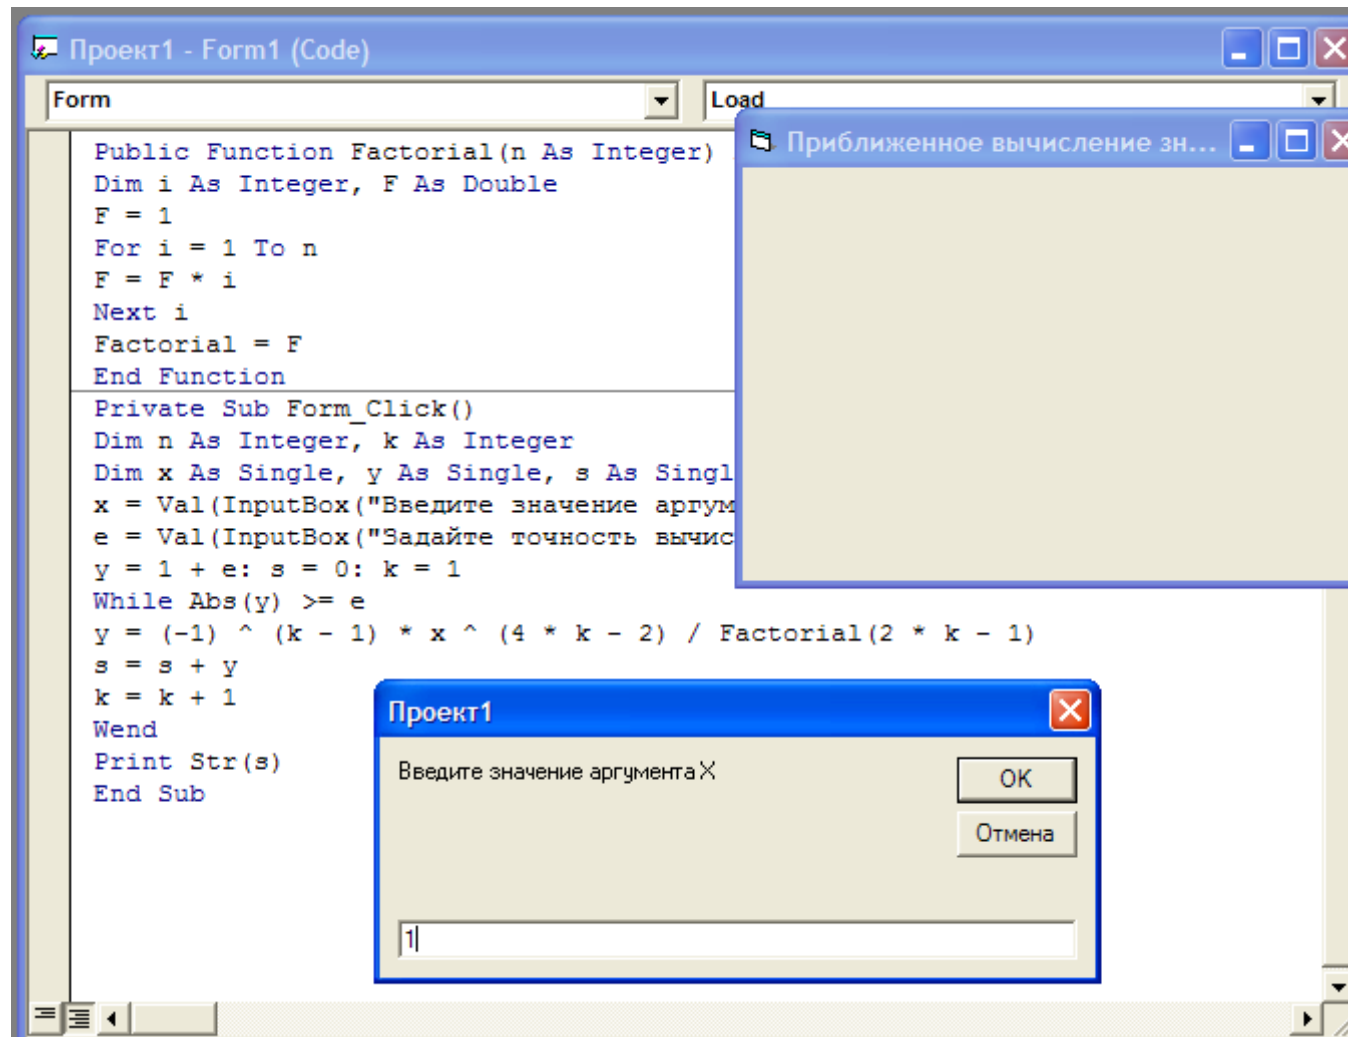 Проект1 - Form1 (Code)
Form
Load
Public Function Factorial(n As Integer)
Dim i As Integer, F As Double
F = 1
For i = 1 To n
F = F * i
Next i
Factorial = F
End Function
Private Sub Form_Click()
Dim n As Integer, k As Integer
Dim x As Single, y As Single, s As Singl
x = Val(InputBox("Введите значение аргум
e = Val(InputBox("Задайте точность вычис
y = 1 + e: s = 0: k = 1
While Abs(y) >= e
y = (-1) ^ (k - 1) * x ^ (4 * k - 2) / Factorial(2 * k - 1)
s = s + y
k = k + 1
Wend
Print Str(s)
End Sub
Приближенное вычисление зн...
Проект1
Введите значение аргумента X
OK
Отмена
1